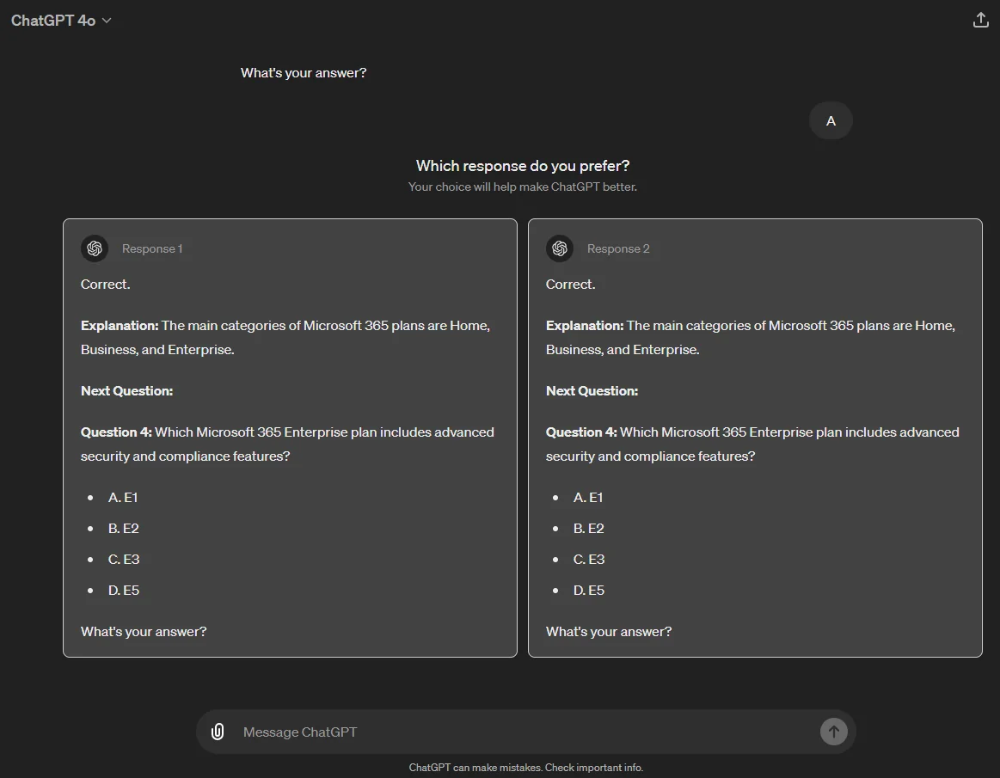 ChatGPT 4o
What's your answer?
A
Which response do you prefer?
Your choice will help make ChatGPT better.
Response 1
Correct.
Explanation: The main categories of Microsoft 365 plans are Home,
Business, and Enterprise.
Next Question:
Question 4: Which Microsoft 365 Enterprise plan includes advanced
security and compliance features?
• A. E1
• B. E2
• C. E3
• D. E5
What's your answer?
Response 2
Correct.
Explanation: The main categories of Microsoft 365 plans are Home,
Business, and Enterprise.
Next Question:
Question 4: Which Microsoft 365 Enterprise plan includes advanced
security and compliance features?
• A. E1
• B. E2
• C. E3
• D. E5
What's your answer?
Message ChatGPT
ChatGPT can make mistakes. Check important info.